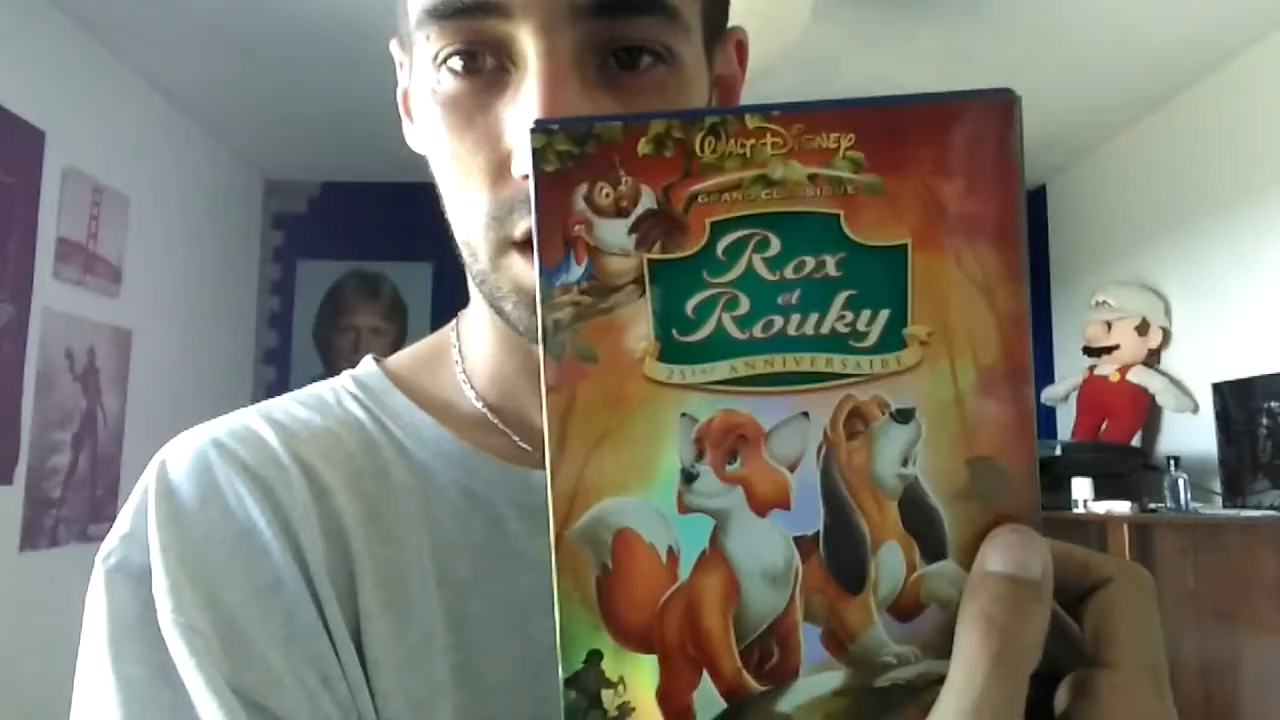 WALT DISNEY
GRAND CLASSIQUE
Rox
et
Rouky
25ÈME ANNIVERSAIRE